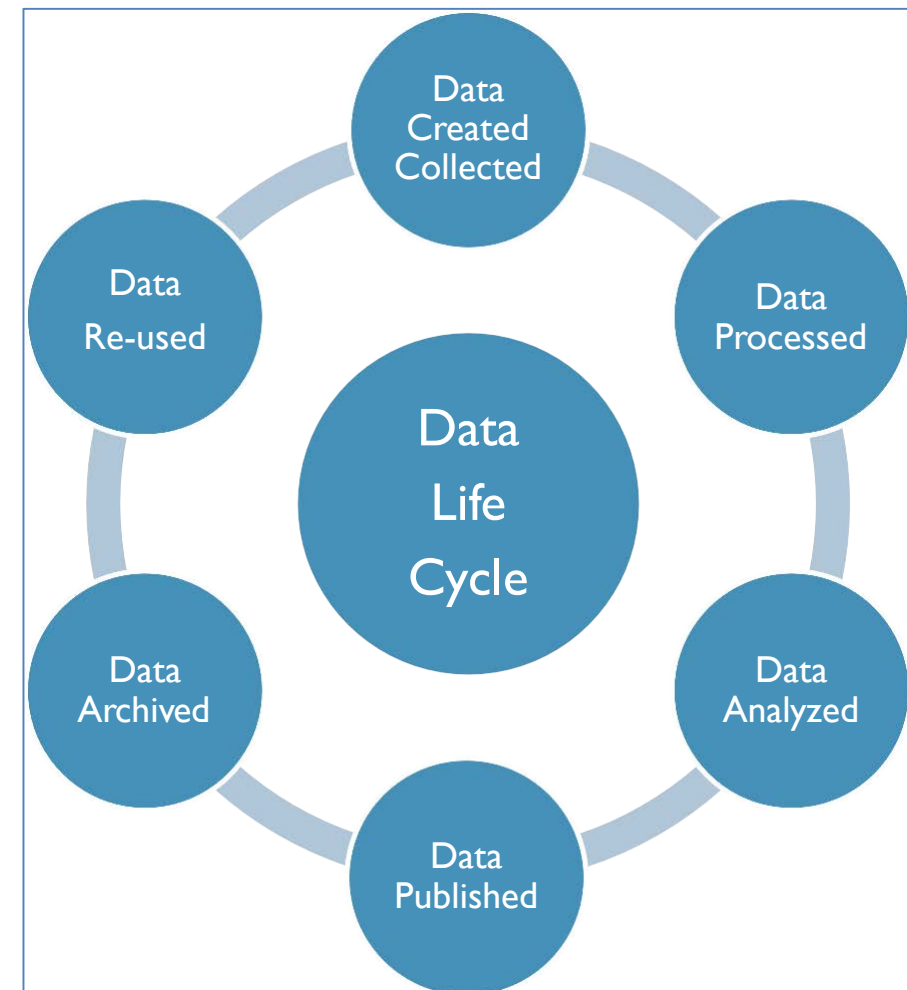 Data
Created
Collected
Data
Processed
Data
Analyzed
Data
Published
Data
Archived
Data
Re-used
Data
Life
Cycle